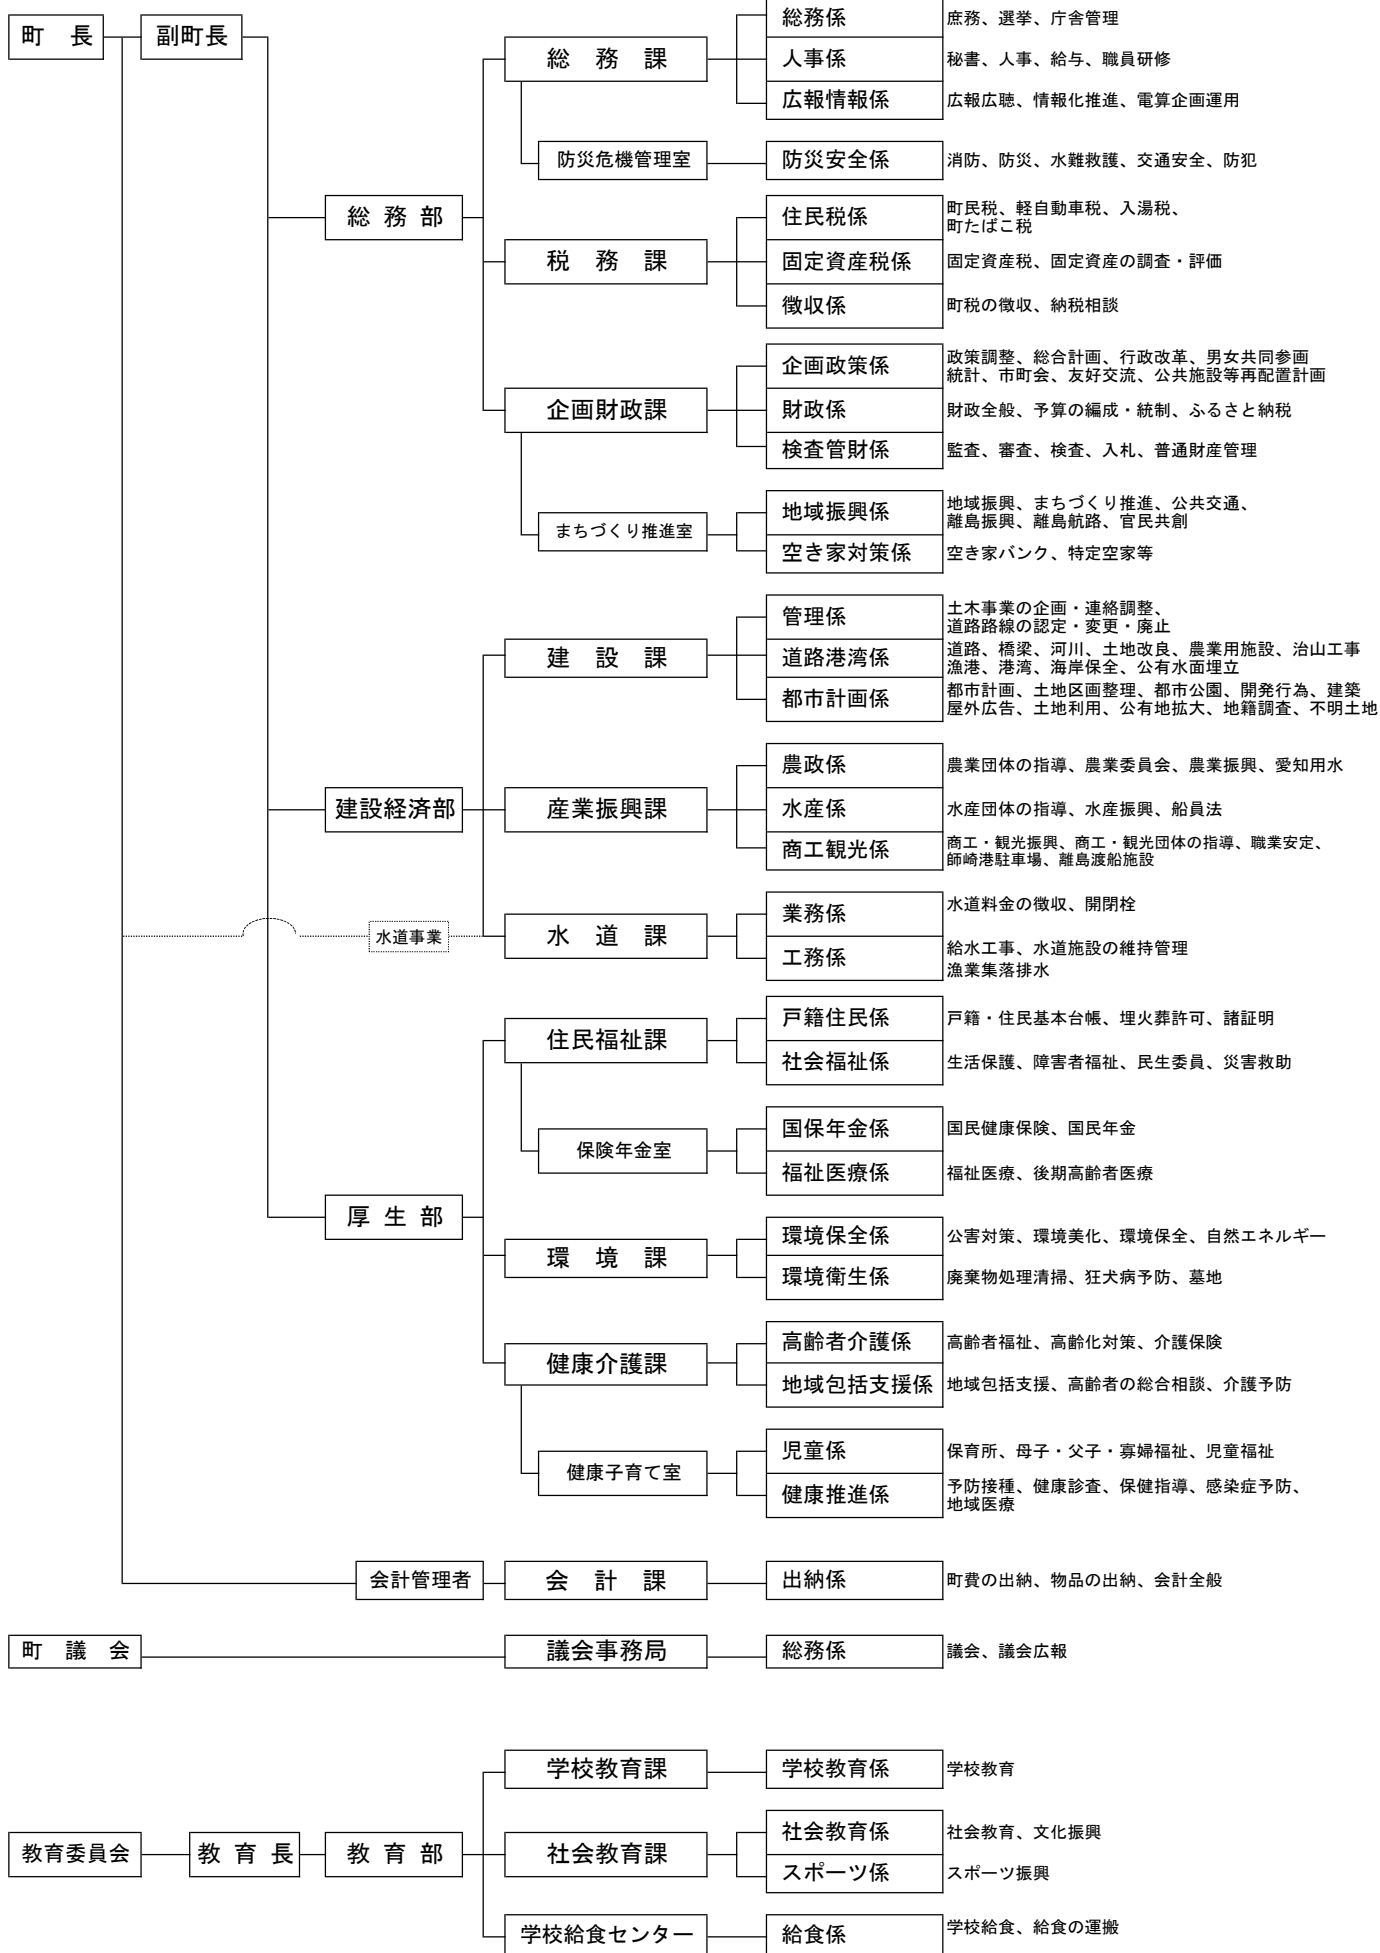 町　長
副町長
総務部
総務課
総務係
庶務、選挙、庁舎管理
人事係
秘書、人事、給与、職員研修
広報情報係
広報広聴、情報化推進、電算企画運用
防災危機管理室
防災安全係
消防、防災、水難救護、交通安全、防犯
税務課
住民税係
町民税、軽自動車税、入湯税、
町たばこ税
固定資産税係
固定資産税、固定資産の調査・評価
徴収係
町税の徴収、納税相談
企画財政課
企画政策係
政策調整、総合計画、行政改革、男女共同参画
統計、市町会、友好交流、公共施設等再配置計画
財政係
財政全般、予算の編成・統制、ふるさと納税
検査管財係
監査、審査、検査、入札、普通財産管理
まちづくり推進室
地域振興係
地域振興、まちづくり推進、公共交通、
離島振興、離島航路、官民共創
空き家対策係
空き家バンク、特定空家等
建設経済部
建設課
管理係
土木事業の企画・連絡調整、
道路路線の認定・変更・廃止
道路港湾係
道路、橋梁、河川、土地改良、農業用施設、治山工事
漁港、港湾、海岸保全、公有水面埋立
都市計画係
都市計画、土地区画整理、都市公園、開発行為、建築
屋外広告、土地利用、公有地拡大、地籍調査、不明土地
産業振興課
農政係
農業団体の指導、農業委員会、農業振興、愛知用水
水産係
水産団体の指導、水産振興、船員法
商工観光係
商工・観光振興、商工・観光団体の指導、職業安定、
師崎港駐車場、離島渡船施設
水道事業
水道課
業務係
水道料金の徴収、開閉栓
工務係
給水工事、水道施設の維持管理
漁業集落排水
厚生部
住民福祉課
戸籍住民係
戸籍・住民基本台帳、埋火葬許可、諸証明
社会福祉係
生活保護、障害者福祉、民生委員、災害救助
保険年金室
国保年金係
国民健康保険、国民年金
福祉医療係
福祉医療、後期高齢者医療
環境課
環境保全係
公害対策、環境美化、環境保全、自然エネルギー
環境衛生係
廃棄物処理清掃、狂犬病予防、墓地
健康介護課
高齢者介護係
高齢者福祉、高齢化対策、介護保険
地域包括支援係
地域包括支援、高齢者の総合相談、介護予防
健康子育て室
児童係
保育所、母子・父子・寡婦福祉、児童福祉
健康推進係
予防接種、健康診査、保健指導、感染症予防、
地域医療
会計管理者
会計課
出納係
町費の出納、物品の出納、会計全般
町議会
議会事務局
総務係
議会、議会広報
教育委員会
教育長
教育部
学校教育課
学校教育係
学校教育
社会教育課
社会教育係
社会教育、文化振興
スポーツ係
スポーツ振興
学校給食センター
給食係
学校給食、給食の運搬